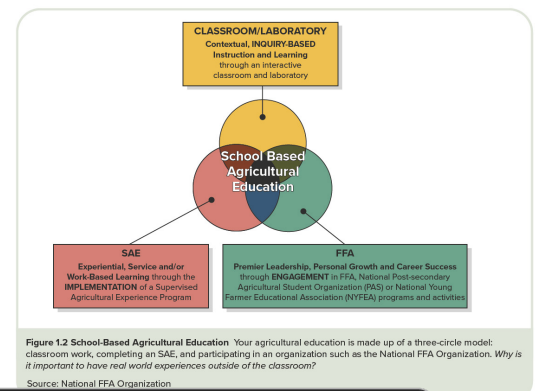 CLASSROOM/LABORATORY
Contextual, INQUIRY-BASED
Instruction and Learning
through an interactive
classroom and laboratory
School Based
Agricultural
Education
SAE
Experiential, Service and/or
Work-Based Learning through the
IMPLEMENTATION of a Supervised
Agricultural Experience Program
FFA
Premier Leadership, Personal Growth and Career Success
through ENGAGEMENT in FFA, National Post-secondary
Agricultural Student Organization (PAS) or National Young
Farmer Educational Association (NYFEA) programs and activities
Figure 1.2 School-Based Agricultural Education Your agricultural education is made up of a three-circle model:
classroom work, completing an SAE, and participating in an organization such as the National FFA Organization. Why is
it important to have real world experiences outside of the classroom?
Source: National FFA Organization